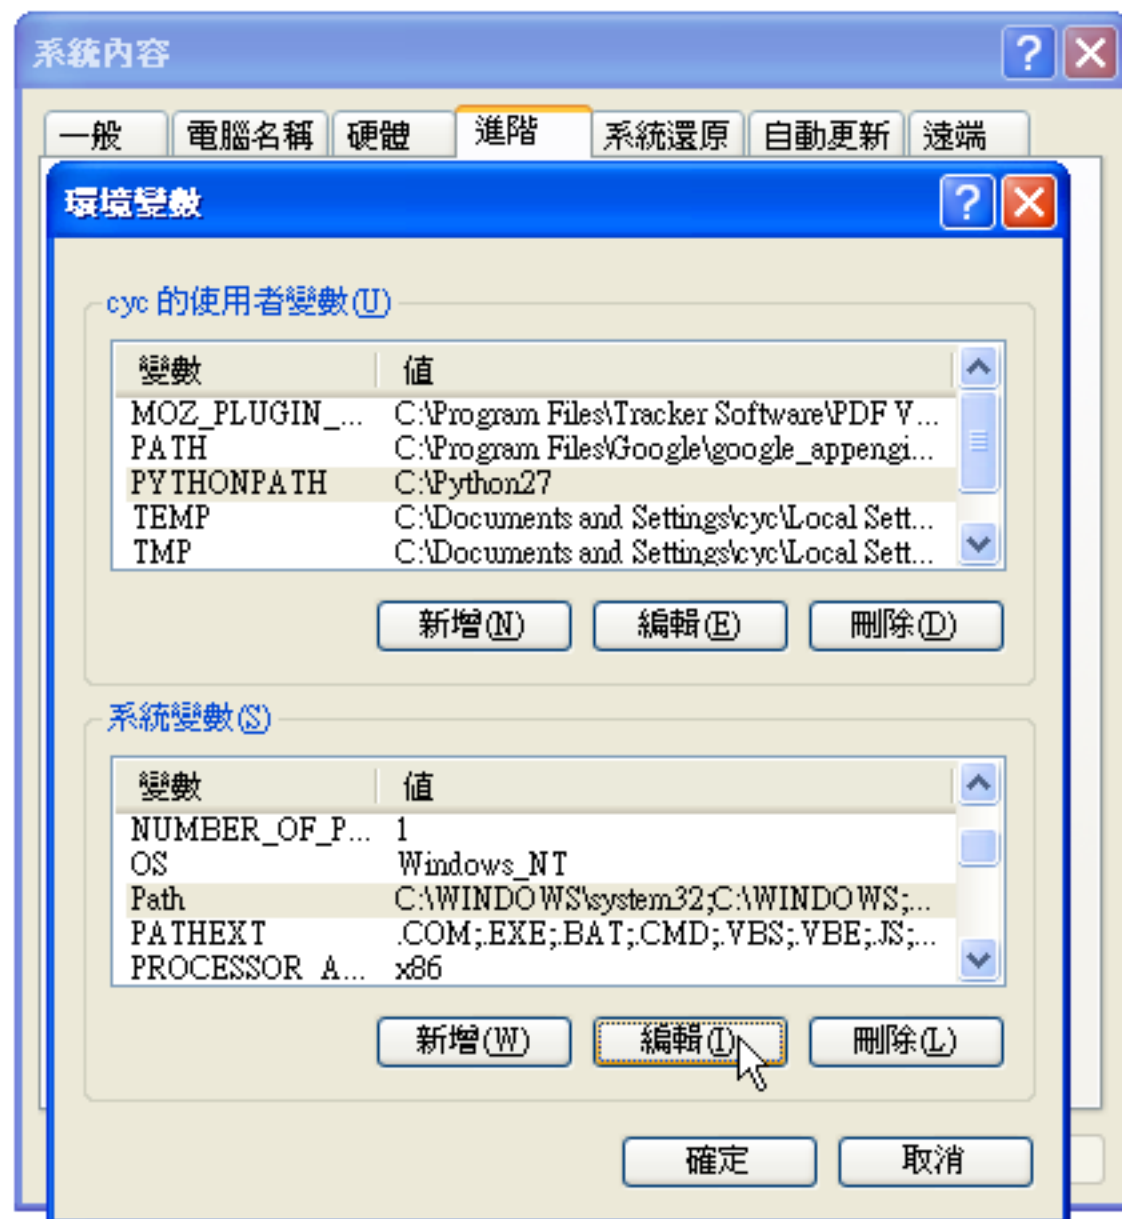 系統內容
一般 電腦名稱 硬體 進階 系統還原 自動更新 遠端
環境變數
cyc 的使用者變數(U)
變數 值
MOZ_PLUGIN_... C:\Program Files\Tracker Software\PDF V...
PATH C:\Program Files\Google\google_appengi...
PYTHONPATH C:\Python27
TEMP C:\Documents and Settings\cyc\Local Sett...
TMP C:\Documents and Settings\cyc\Local Sett...
新增(N) 編輯(E) 刪除(D)
系統變數(S)
變數 值
NUMBER_OF_P... 1
OS Windows_NT
Path C:\WINDOWS\system32;C:\WINDOWS;...
PATHEXT .COM;.EXE;.BAT;.CMD;.VBS;.VBE;.JS;...
PROCESSOR_A... x86
新增(W) 編輯(I) 刪除(L)
確定 取消